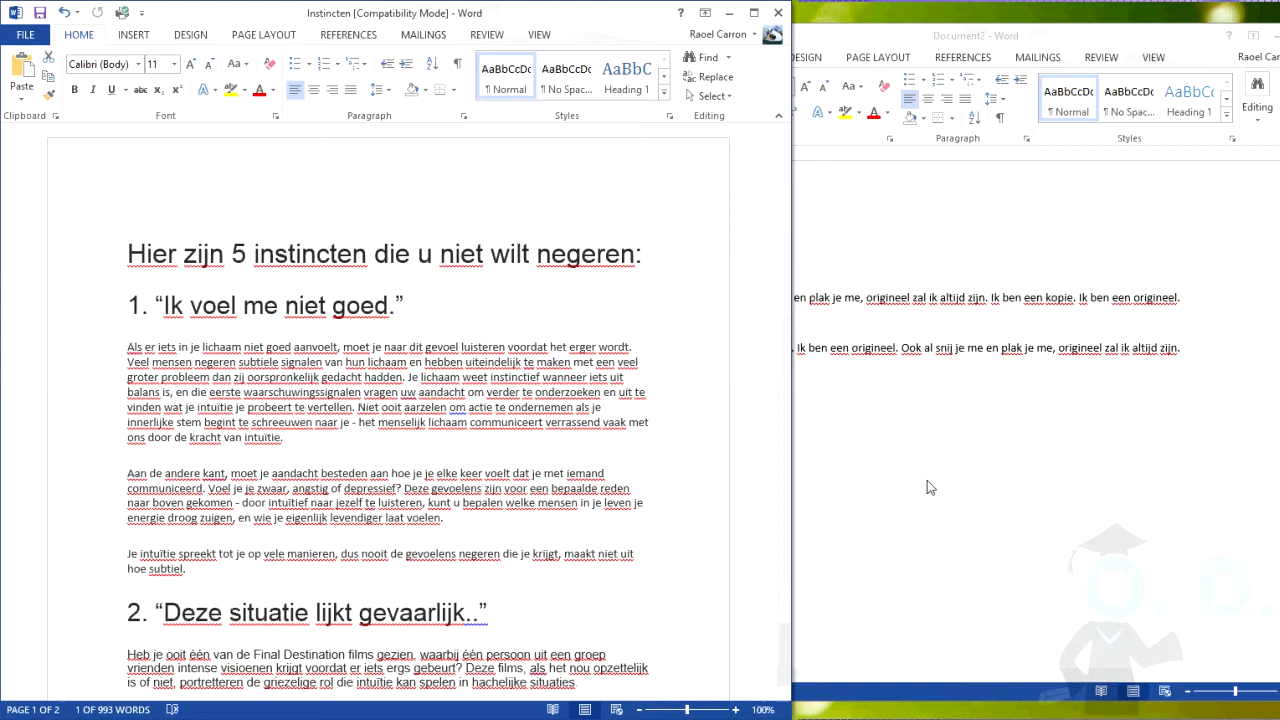 Instincten [Compatibility Mode] - Word
Document2 - Word
FILE HOME INSERT DESIGN PAGE LAYOUT REFERENCES MAILINGS REVIEW VIEW Raoel Carron
ESIGN PAGE LAYOUT REFERENCES MAILINGS REVIEW VIEW Raoel Carr
Paste
Calibri (Body) 11
Clipboard Font Paragraph Styles Editing
AaBbCcDc ¶ Normal
AaBbCcDc ¶ No Spac...
AaBbC Heading 1
Find
Replace
Select
AaBbCcDc ¶ Normal
AaBbCcDc ¶ No Spac...
AaBbCc Heading 1
Editing
Paragraph Styles
Hier zijn 5 instincten die u niet wilt negeren:
1. “Ik voel me niet goed.”
Als er iets in je lichaam niet goed aanvoelt, moet je naar dit gevoel luisteren voordat het erger wordt.
Veel mensen negeren subtiele signalen van hun lichaam en hebben uiteindelijk te maken met een veel
groter probleem dan zij oorspronkelijk gedacht hadden. Je lichaam weet instinctief wanneer iets uit
balans is, en die eerste waarschuwingssignalen vragen uw aandacht om verder te onderzoeken en uit te
vinden wat je intuïtie je probeert te vertellen. Niet ooit aarzelen om actie te ondernemen als je
innerlijke stem begint te schreeuwen naar je - het menselijk lichaam communiceert verrassend vaak met
ons door de kracht van intuïtie.
Aan de andere kant, moet je aandacht besteden aan hoe je je elke keer voelt dat je met iemand
communiceerd. Voel je je zwaar, angstig of depressief? Deze gevoelens zijn voor een bepaalde reden
naar boven gekomen - door intuïtief naar jezelf te luisteren, kunt u bepalen welke mensen in je leven je
energie droog zuigen, en wie je eigenlijk levendiger laat voelen.
Je intuïtie spreekt tot je op vele manieren, dus nooit de gevoelens negeren die je krijgt, maakt niet uit
hoe subtiel.
2. “Deze situatie lijkt gevaarlijk..”
Heb je ooit één van de Final Destination films gezien, waarbij één persoon uit een groep
vrienden intense visioenen krijgt voordat er iets ergs gebeurt? Deze films, als het nou opzettelijk
is of niet, portretteren de griezelige rol die intuïtie kan spelen in hachelijke situaties.
en plak je me, origineel zal ik altijd zijn. Ik ben een kopie. Ik ben een origineel.
. Ik ben een origineel. Ook al snij je me en plak je me, origineel zal ik altijd zijn.
O. D.
PAGE 1 OF 2 1 OF 993 WORDS 100%